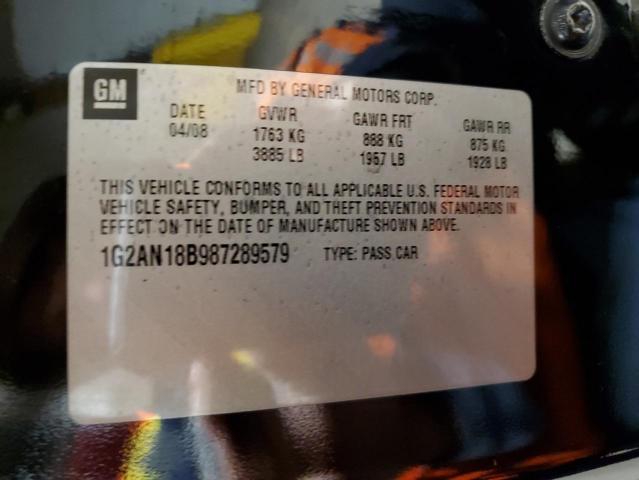 GM
MFD BY GENERAL MOTORS CORP.
DATE GVWR GAWR FRT GAWR RR
04/08 1763 KG 888 KG 875 KG
3885 LB 1957 LB 1928 LB
THIS VEHICLE CONFORMS TO ALL APPLICABLE U.S. FEDERAL MOTOR
VEHICLE SAFETY, BUMPER, AND THEFT PREVENTION STANDARDS IN
EFFECT ON THE DATE OF MANUFACTURE SHOWN ABOVE.
1G2AN18B987289579 TYPE: PASS CAR